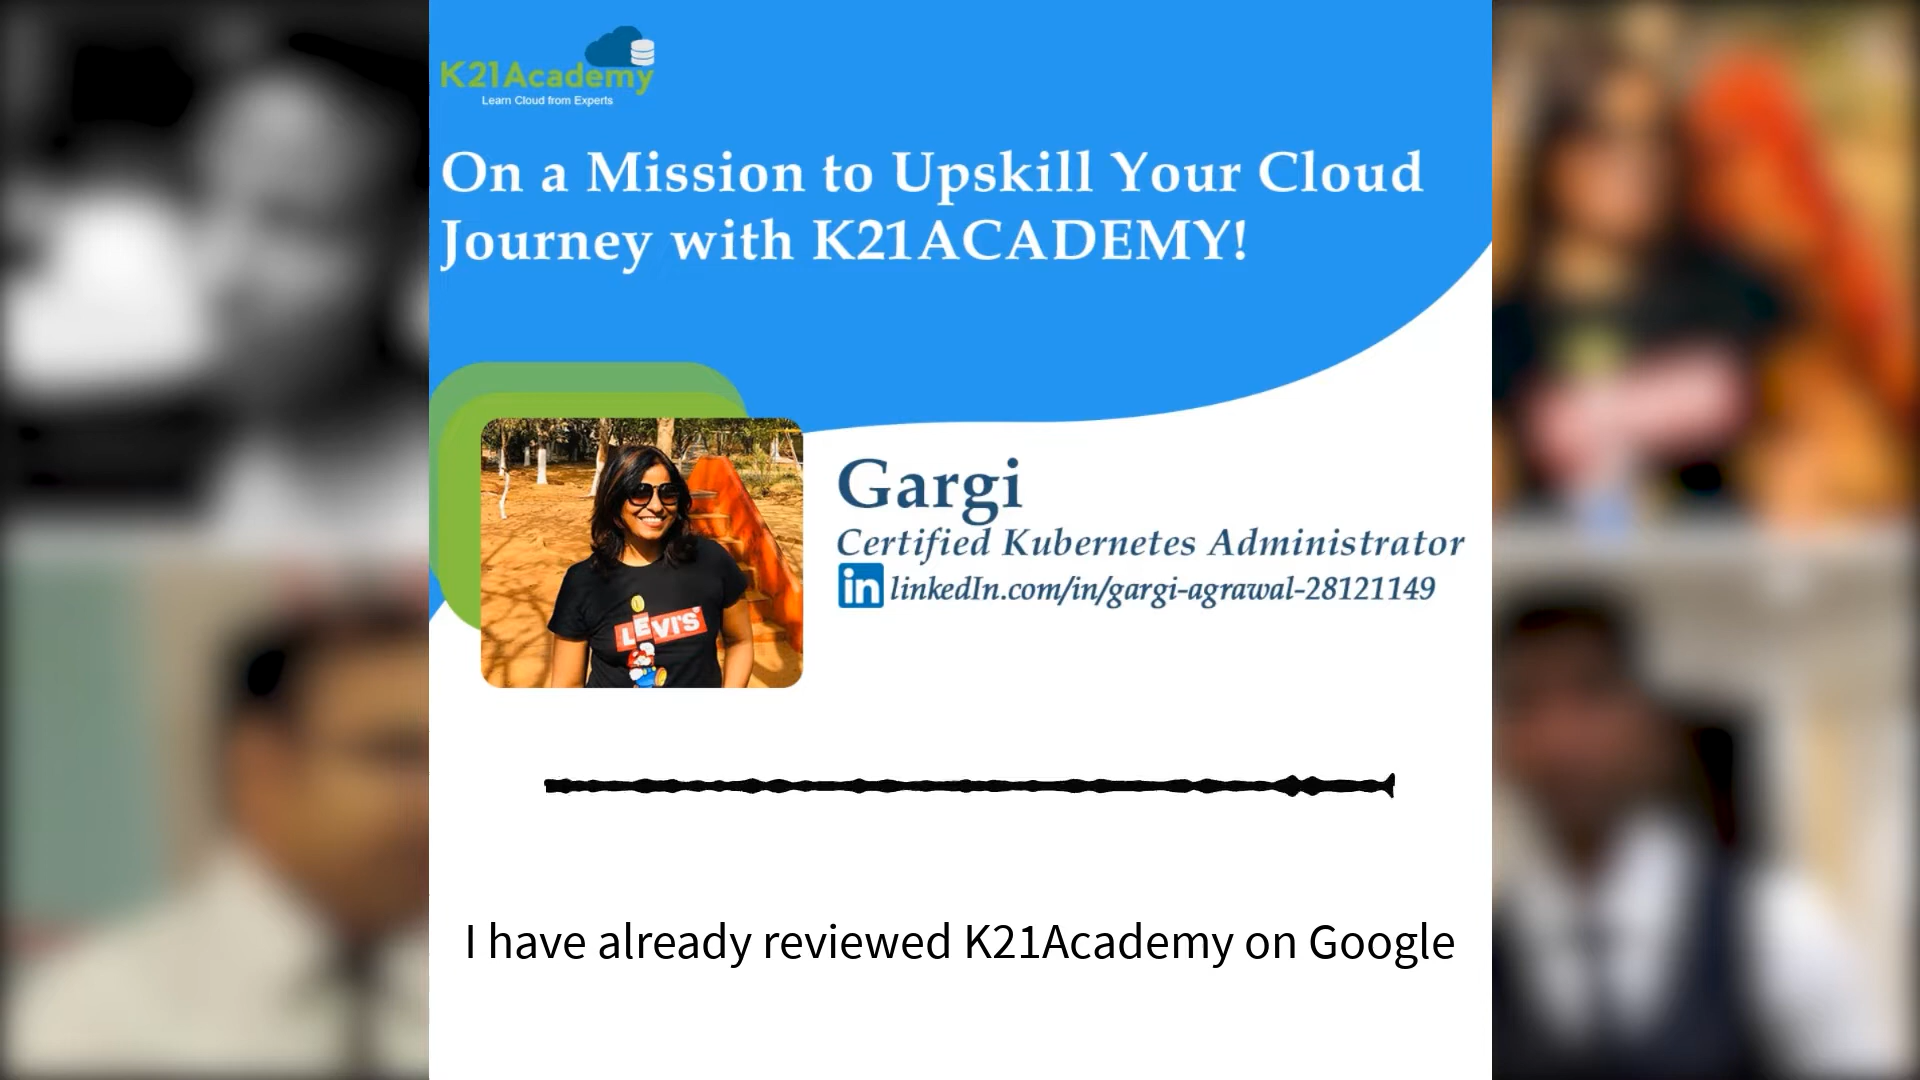 K21Academy
Learn Cloud from Experts
On a Mission to Upskill Your Cloud
Journey with K21ACADEMY!
Gargi
Certified Kubernetes Administrator
in linkedIn.com/in/gargi-agrawal-28121149
LEVI'S
I have already reviewed K21Academy on Google